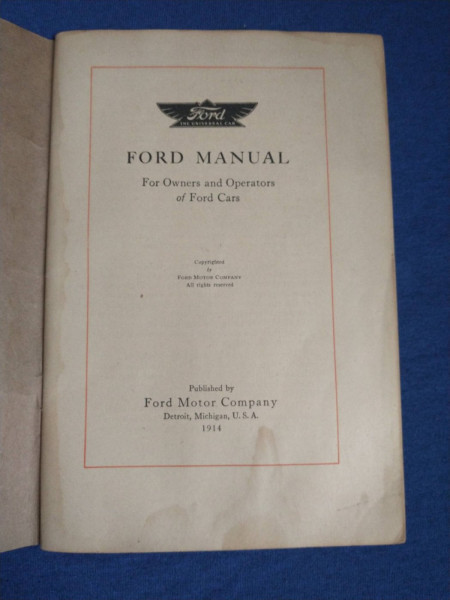 Ford
THE UNIVERSAL CAR
FORD MANUAL
For Owners and Operators
of Ford Cars
Copyrighted
by
FORD MOTOR COMPANY
All rights reserved
Published by
Ford Motor Company
Detroit, Michigan, U. S. A.
1914